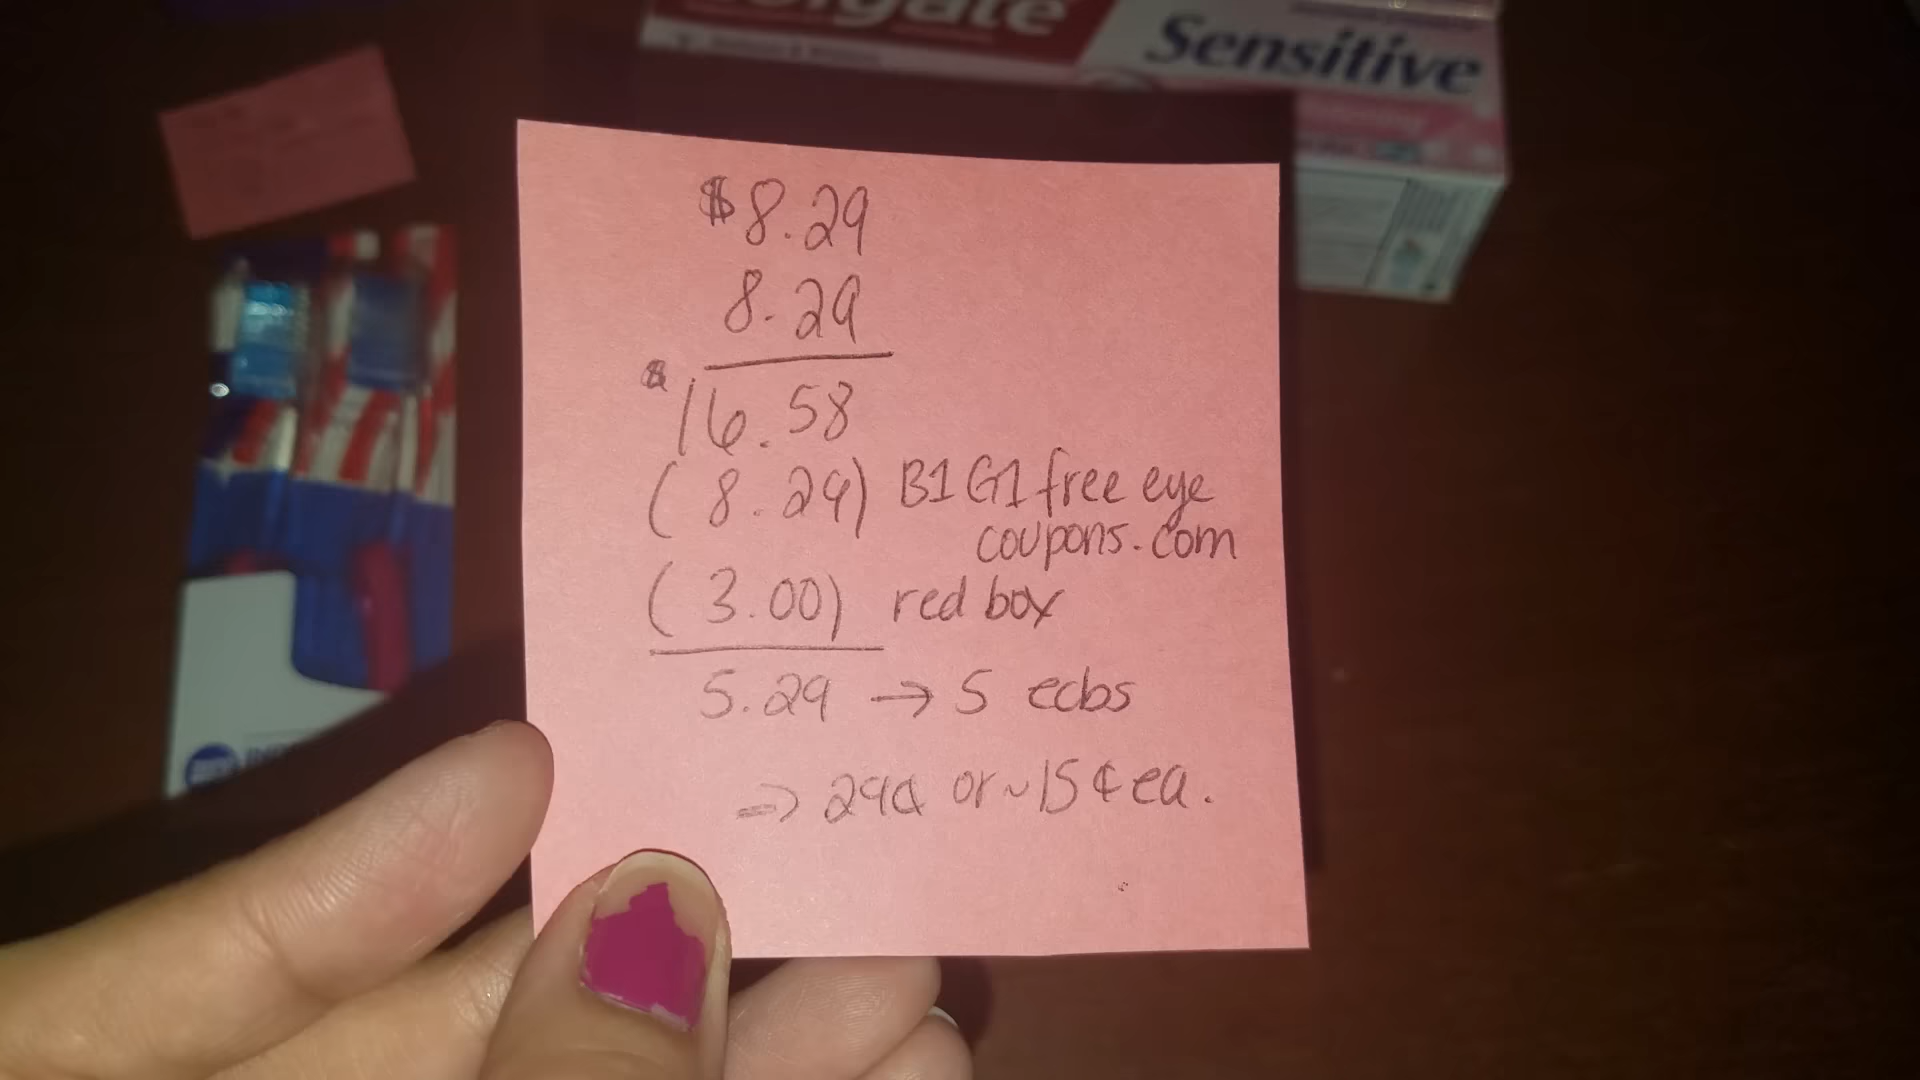 Colgate
Sensitive
$8.29
8.29
$16.58
(8.29) B1G1 free eye
coupons.com
(3.00) red box
5.29 → 5 ecbs
⇒ 29¢ or ~15¢ ea.